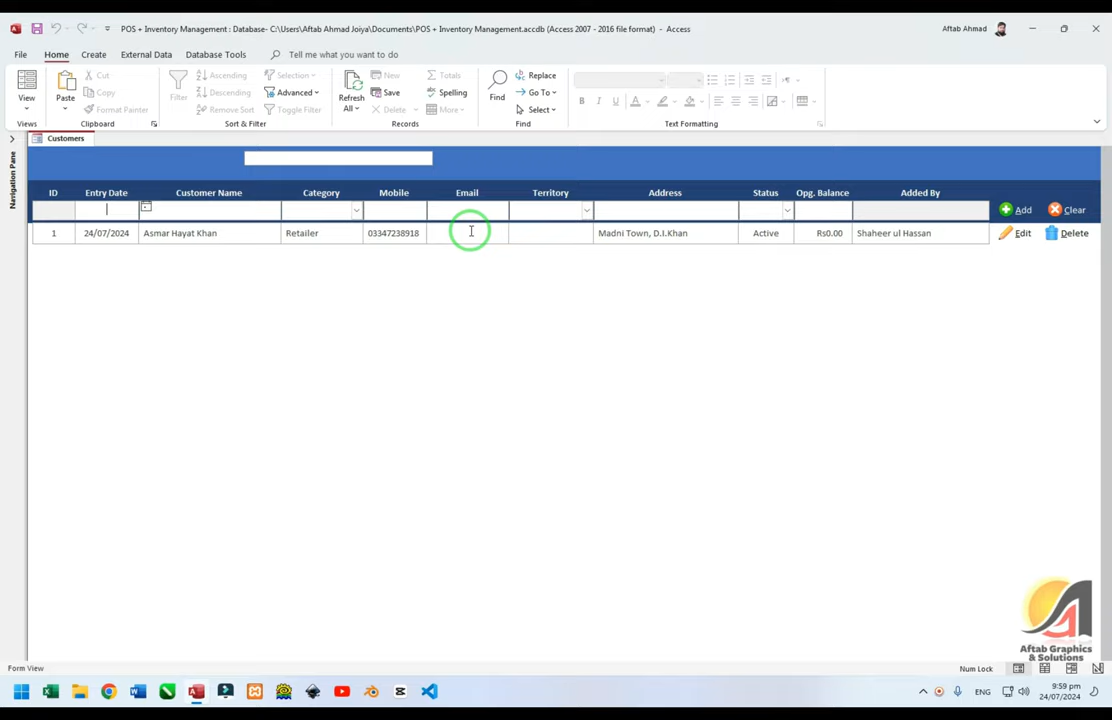 POS + Inventory Management : Database- C:\Users\Aftab Ahmad Joiya\Documents\POS + Inventory Management.accdb (Access 2007 - 2016 file format) - Access
Aftab Ahmad
File Home Create External Data Database Tools Tell me what you want to do
View
Views
Paste
Cut
Copy
Format Painter
Clipboard
Filter
Ascending
Descending
Remove Sort
Selection
Advanced
Toggle Filter
Sort & Filter
Refresh
All
New
Save
Delete
Totals
Spelling
More
Records
Find
Replace
Go To
Select
Find
B I U A
Text Formatting
Navigation Pane
Customers
ID Entry Date Customer Name Category Mobile Email Territory Address Status Opg. Balance Added By
Add Clear
1 24/07/2024 Asmar Hayat Khan Retailer 03347238918 Madni Town, D.I.Khan Active Rs0.00 Shaheer ul Hassan Edit Delete
Aftab Graphics
& Solutions
Form View
Num Lock
ENG
9:59 pm
24/07/2024